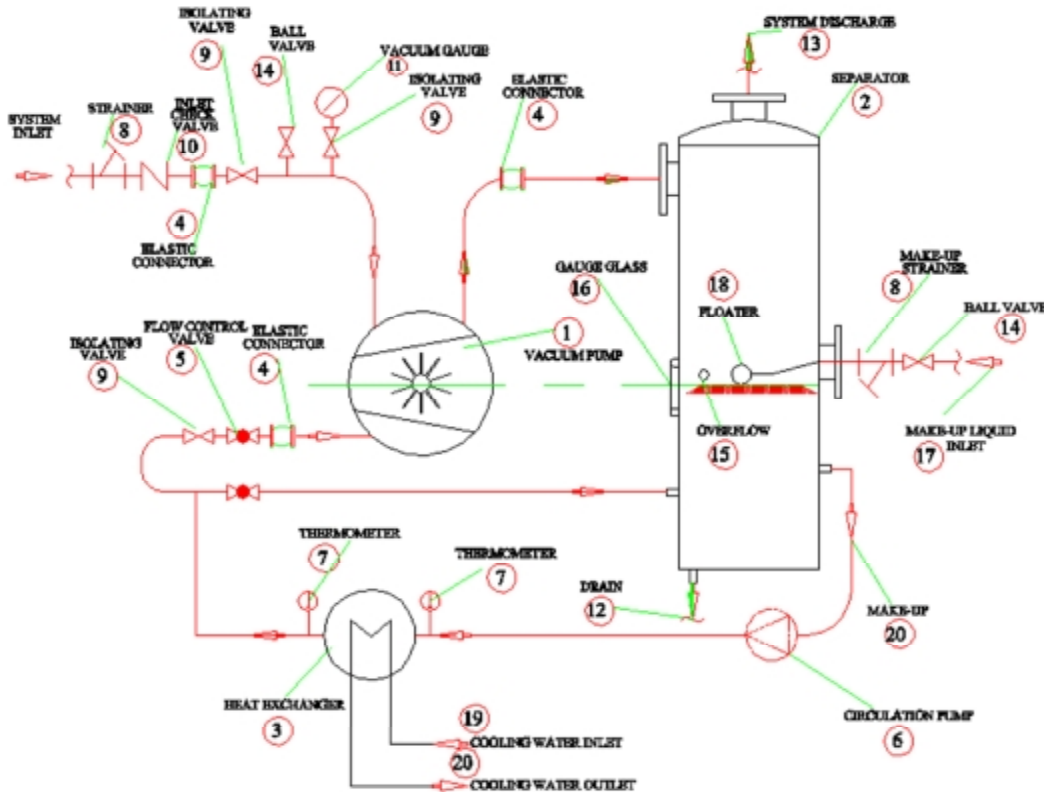 ISOLATING
VALVE
9
BALL
VALVE
14
VACUUM GAUGE
11
ISOLATING
VALVE
9
ELASTIC
CONNECTOR
4
SYSTEM DISCHARGE
13
SEPARATOR
2
SYSTEM
INLET
STRAINER
8
INLET
CHECK
VALVE
10
4
ELASTIC
CONNECTOR
GAUGE GLASS
16
18
FLOATER
MAKE-UP
STRAINER
8
BALL VALVE
14
1
VACUUM PUMP
ISOLATING
VALVE
9
FLOW CONTROL
VALVE
5
ELASTIC
CONNECTOR
4
OVERFLOW
15
MAKE-UP LIQUID
INLET
17
THERMOMETER
7
THERMOMETER
7
DRAIN
12
MAKE-UP
20
HEAT EXCHANGER
3
CIRCULATION PUMP
6
19
COOLING WATER INLET
20
COOLING WATER OUTLET